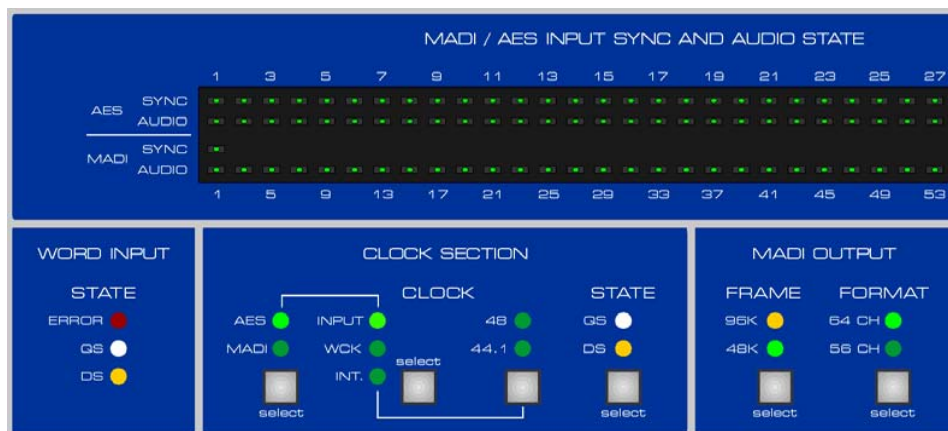 MADI / AES INPUT SYNC AND AUDIO STATE
1 3 5 7 9 11 13 15 17 19 21 23 25 27
AES SYNC
AUDIO
MADI SYNC
AUDIO
1 5 9 13 17 21 25 29 33 37 41 45 49 53
WORD INPUT
STATE
ERROR
QS
DS
CLOCK SECTION
CLOCK STATE
AES INPUT 48 QS
MADI WCK 44.1 DS
INT. select
select select
MADI OUTPUT
FRAME FORMAT
96K 64 CH
48K 56 CH
select select